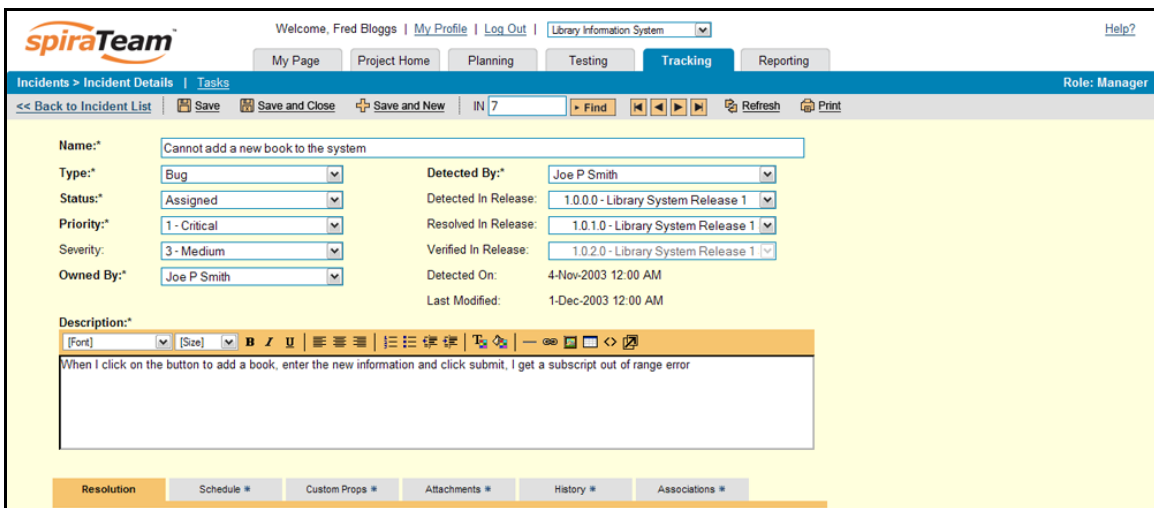 spiraTeam
Welcome, Fred Bloggs | My Profile | Log Out | Library Information System Help?
My Page Project Home Planning Testing Tracking Reporting
Incidents > Incident Details | Tasks Role: Manager
<< Back to Incident List Save Save and Close Save and New IN 7 Find Refresh Print
Name:* Cannot add a new book to the system
Type:* Bug Detected By:* Joe P Smith
Status:* Assigned Detected In Release: 1.0.0.0 - Library System Release 1
Priority:* 1 - Critical Resolved In Release: 1.0.1.0 - Library System Release 1
Severity: 3 - Medium Verified In Release: 1.0.2.0 - Library System Release 1
Owned By:* Joe P Smith Detected On: 4-Nov-2003 12:00 AM
Last Modified: 1-Dec-2003 12:00 AM
Description:*
[Font] [Size] B I U
When I click on the button to add a book, enter the new information and click submit, I get a subscript out of range error
Resolution Schedule * Custom Props * Attachments * History * Associations *